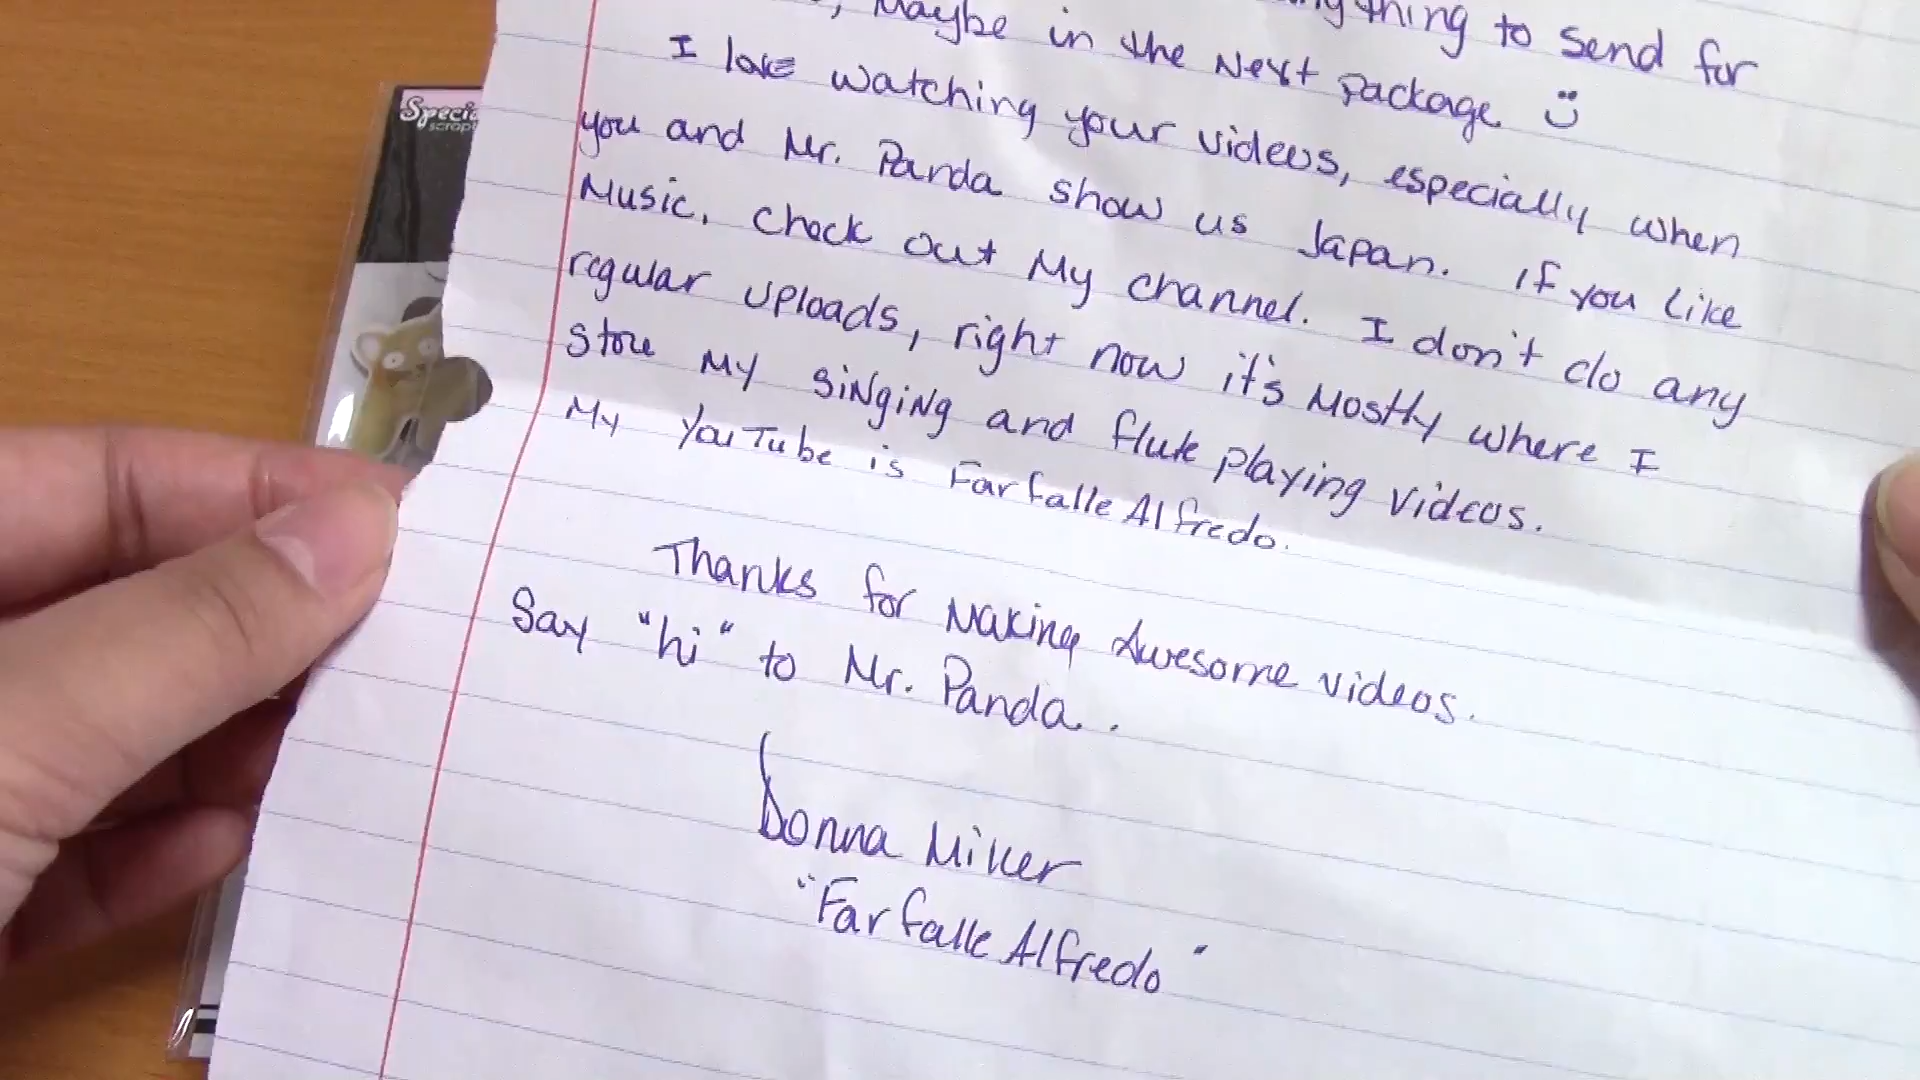 thing to send for
, Maybe in the Next package
I love watching your videos, especially when
you and Mr. Panda show us Japan. If you like
Music, check out My channel. I don't do any
regular uploads, right now it's Mostly where I
store My singing and flute playing videos.
My YouTube is Farfalle Alfredo.
Thanks for Making Awesome videos.
Say "hi" to Mr. Panda.
Donna Miller
"Farfalle Alfredo"
Specia
scrap